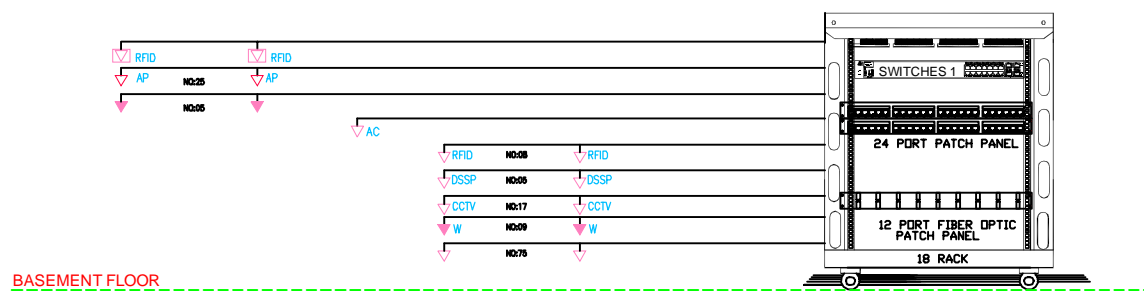 RFID RFID
AP NO:25 AP
SWITCHES 1
NO:05
AC
24 PORT PATCH PANEL
RFID NO:08 RFID
DSSP NO:05 DSSP
CCTV NO:17 CCTV
W NO:09 W
12 PORT FIBER OPTIC
PATCH PANEL
NO:75
18 RACK
BASEMENT FLOOR